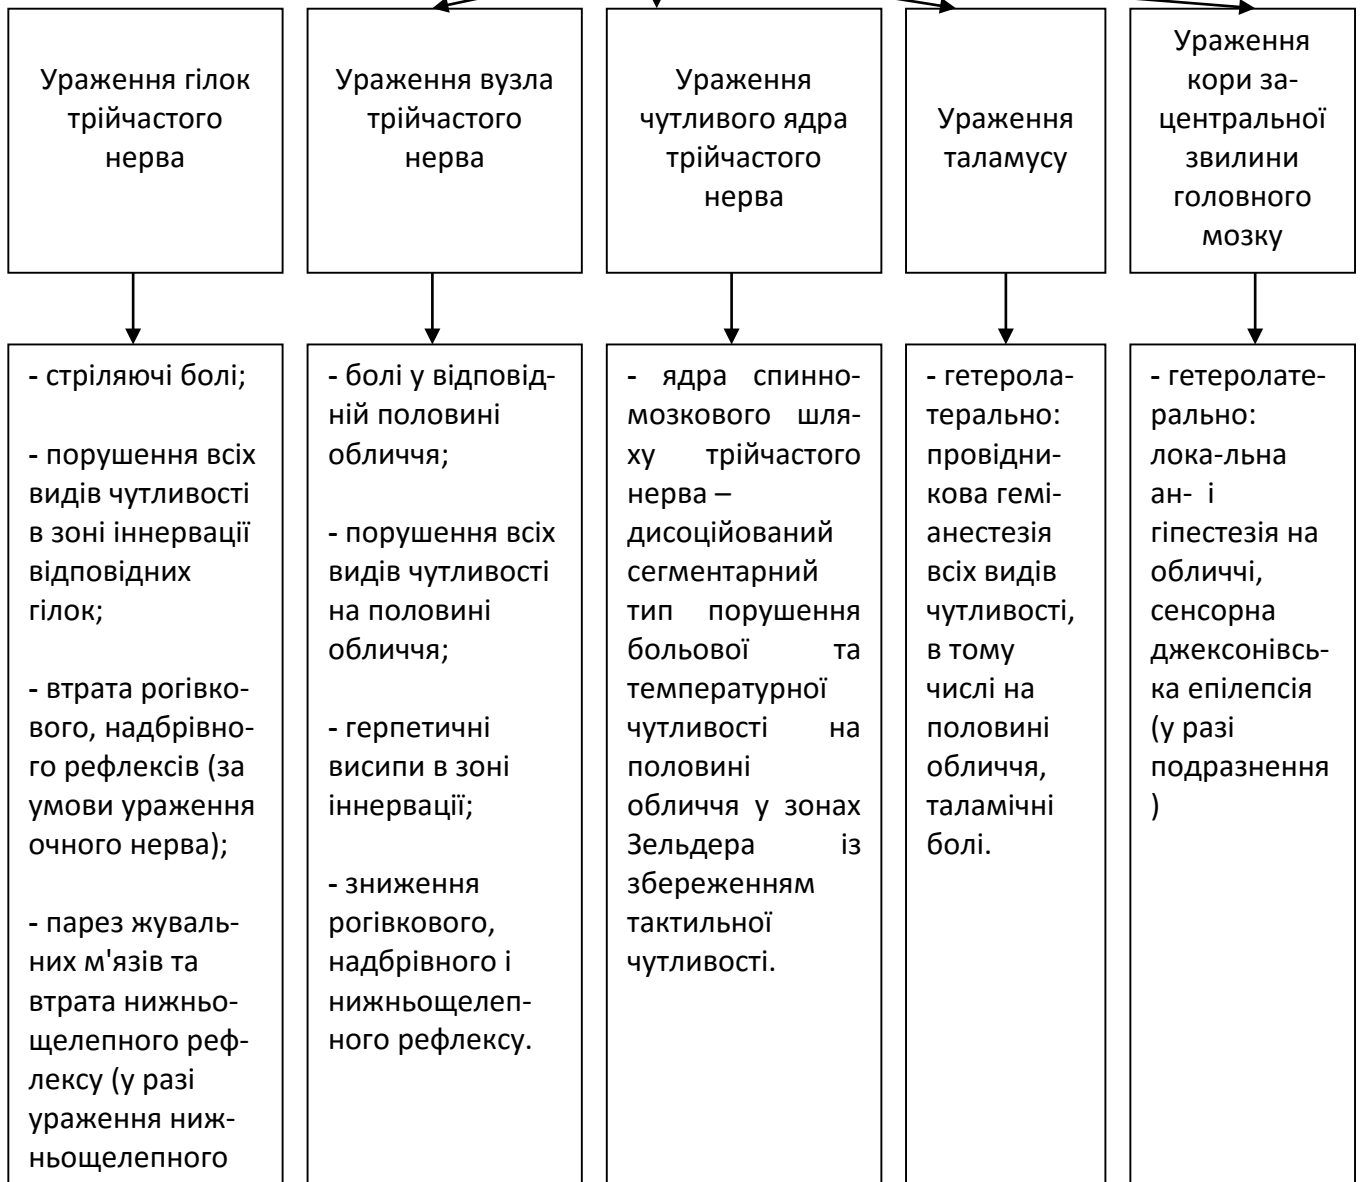 Ураження гілок
трійчастого
нерва
Ураження вузла
трійчастого
нерва
Ураження
чутливого ядра
трійчастого
нерва
Ураження
таламусу
Ураження
кори за-
центральної
звилини
головного
мозку
- стріляючі болі;
- порушення всіх
видів чутливості
в зоні іннервації
відповідних
гілок;
- втрата рогівко-
вого, надбрівно-
го рефлексів (за
умови ураження
очного нерва);
- парез жуваль-
них м'язів та
втрата нижньо-
щелепного реф-
лексу (у разі
ураження ниж-
ньощелепного
- болі у відповід-
ній половині
обличчя;
- порушення всіх
видів чутливості
на половині
обличчя;
- герпетичні
висипи в зоні
іннервації;
- зниження
рогівкового,
надбрівного і
нижньощелеп-
ного рефлексу.
- ядра спинно-
мозкового шля-
ху трійчастого
нерва –
дисоційований
сегментарний
тип порушення
больової та
температурної
чутливості на
половині
обличчя у зонах
Зельдера із
збереженням
тактильної
чутливості.
- гетерола-
терально:
провідни-
кова гемі-
анестезія
всіх видів
чутливості,
в тому
числі на
половині
обличчя,
таламічні
болі.
- гетеролате-
рально:
лока-льна
ан- і
гіпестезія на
обличчі,
сенсорна
джексонівсь-
ка епілепсія
(у разі
подразнення
)